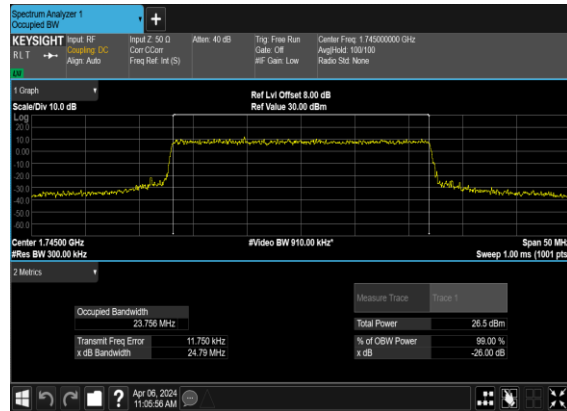 Spectrum Analyzer 1
Occupied BW
KEYSIGHT Input: RF Input Z: 50 Ω Atten: 40 dB Trig: Free Run Center Freq: 1.745000000 GHz
Coupling: DC Corr CCorr Gate: Off Avg|Hold: 100/100
RLT Align: Auto Freq Ref: Int (S) #IF Gain: Low Radio Std: None
1 Graph
Ref Lvl Offset 8.00 dB
Scale/Div 10.0 dB Ref Value 30.00 dBm
Log
20.0
10.0
0.00
-10.0
-20.0
-30.0
-40.0
-50.0
-60.0
Center 1.74500 GHz #Video BW 910.00 kHz* Span 50 MHz
#Res BW 300.00 kHz Sweep 1.00 ms (1001 pts
2 Metrics
Measure Trace Trace 1
Occupied Bandwidth
23.756 MHz Total Power 26.5 dBm
Transmit Freq Error 11.750 kHz % of OBW Power 99.00 %
x dB Bandwidth 24.79 MHz x dB -26.00 dB
Apr 06, 2024
11:05:56 AM